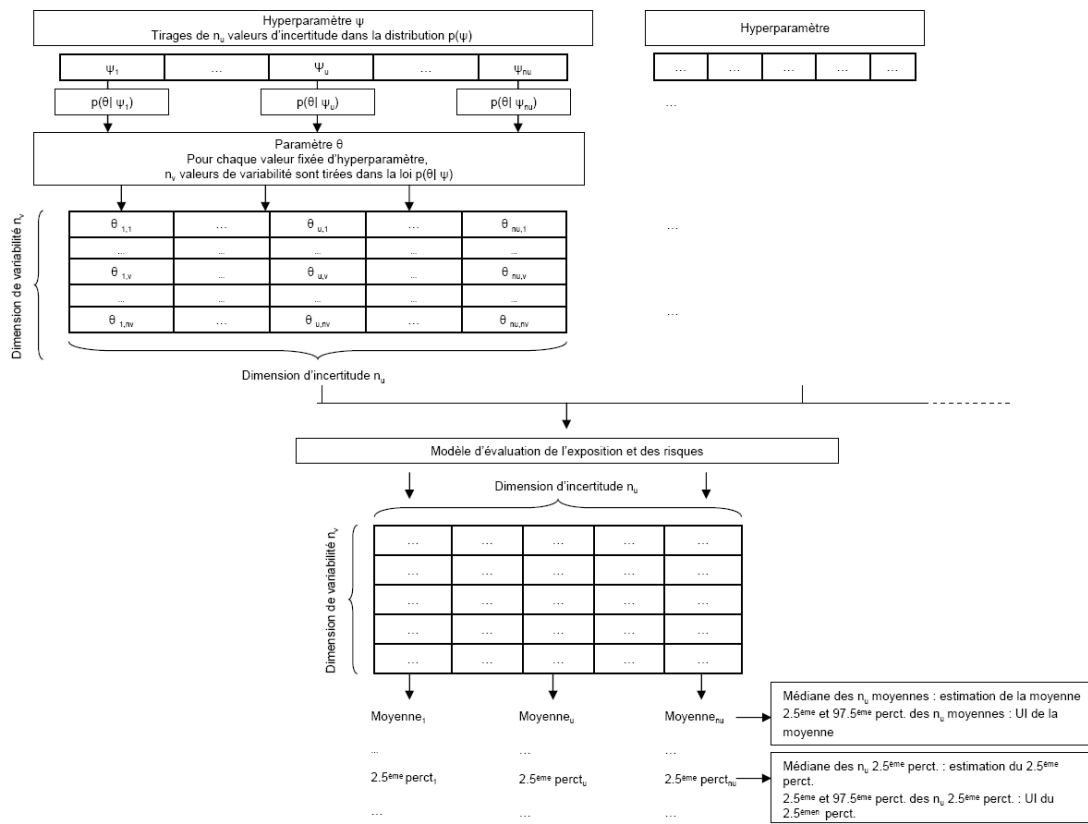 Hyperparamètre ψ
Tirages de nu valeurs d'incertitude dans la distribution p(ψ)
Hyperparamètre
ψ1 … ψu … ψnu
… … … … …
p(θ| ψ1) p(θ| ψu) p(θ| ψnu)
…
Paramètre θ
Pour chaque valeur fixée d'hyperparamètre,
nv valeurs de variabilité sont tirées dans la loi p(θ| ψ)
Dimension de variabilité nv
θ 1,1 … θ u,1 … θ nu,1
…
... ... ... ... ...
θ 1,v … θ u,v ... θ nu,v
... ... ... ... ...
θ 1,nv … θ u,nv … θ nu,nv
…
Dimension d'incertitude nu
Modèle d'évaluation de l'exposition et des risques
Dimension d'incertitude nu
Dimension de variabilité nv
… … … … …
… … … … …
… … … … …
… … … … …
… … … … …
Moyenne1 Moyenneu Moyennenu
Médiane des nu moyennes : estimation de la moyenne
2.5ème et 97.5ème perct. des nu moyennes : UI de la
moyenne
... … …
2.5ème perct1 2.5ème perctu 2.5ème perctnu
Médiane des nu 2.5ème perct. : estimation du 2.5ème
perct.
2.5ème et 97.5ème perct. des nu 2.5ème perct. : UI du
2.5émen perct.
… … …